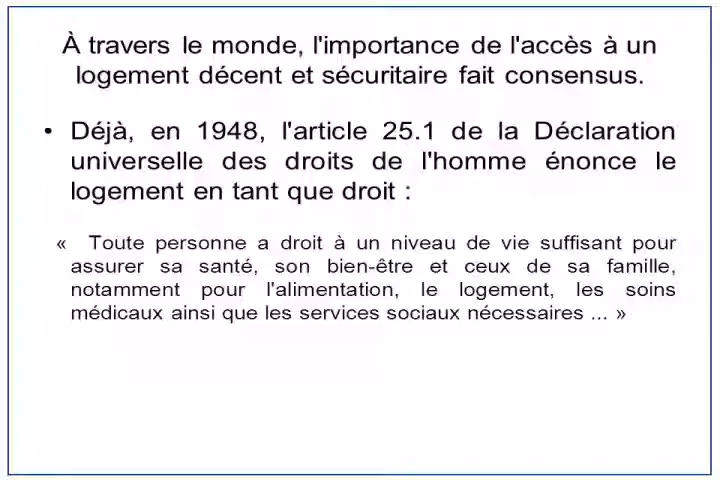 À travers le monde, l'importance de l'accès à un
logement décent et sécuritaire fait consensus.
• Déjà, en 1948, l'article 25.1 de la Déclaration
universelle des droits de l'homme énonce le
logement en tant que droit :
« Toute personne a droit à un niveau de vie suffisant pour
assurer sa santé, son bien-être et ceux de sa famille,
notamment pour l'alimentation, le logement, les soins
médicaux ainsi que les services sociaux nécessaires ... »